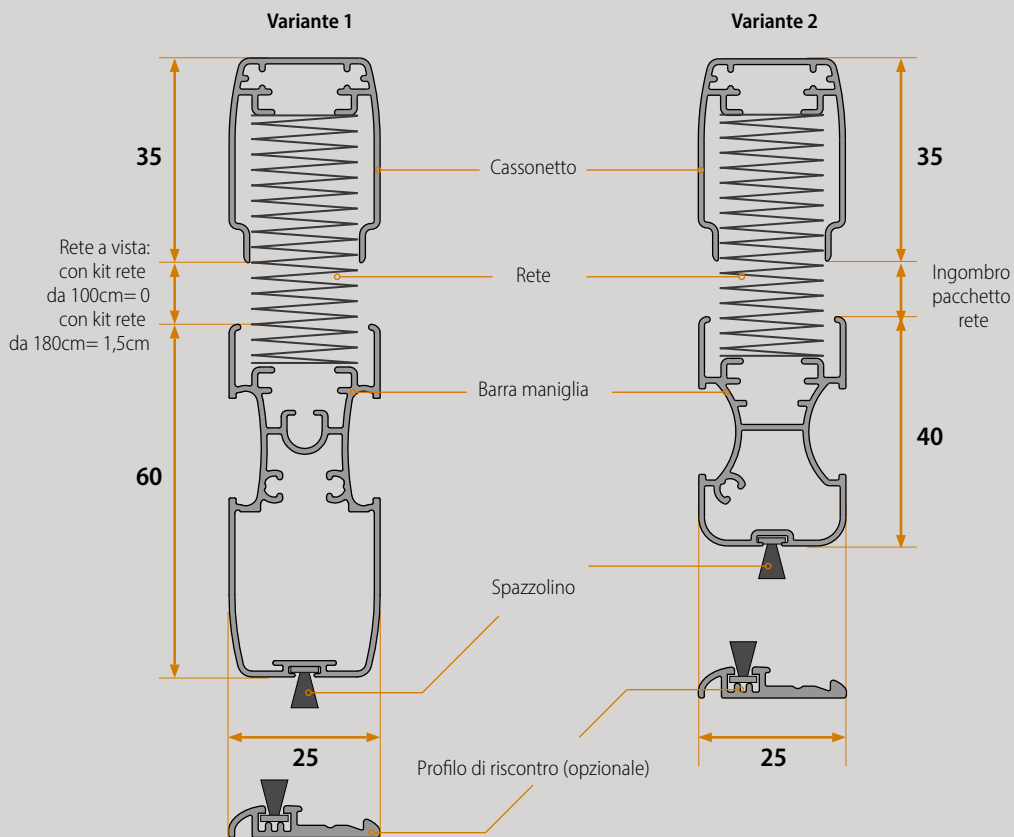 Variante 1
Variante 2
35
35
Cassonetto
Rete a vista:
con kit rete
da 100cm= 0
con kit rete
da 180cm= 1,5cm
Rete
Ingombro
pacchetto
rete
Barra maniglia
60
40
Spazzolino
25
25
Profilo di riscontro (opzionale)